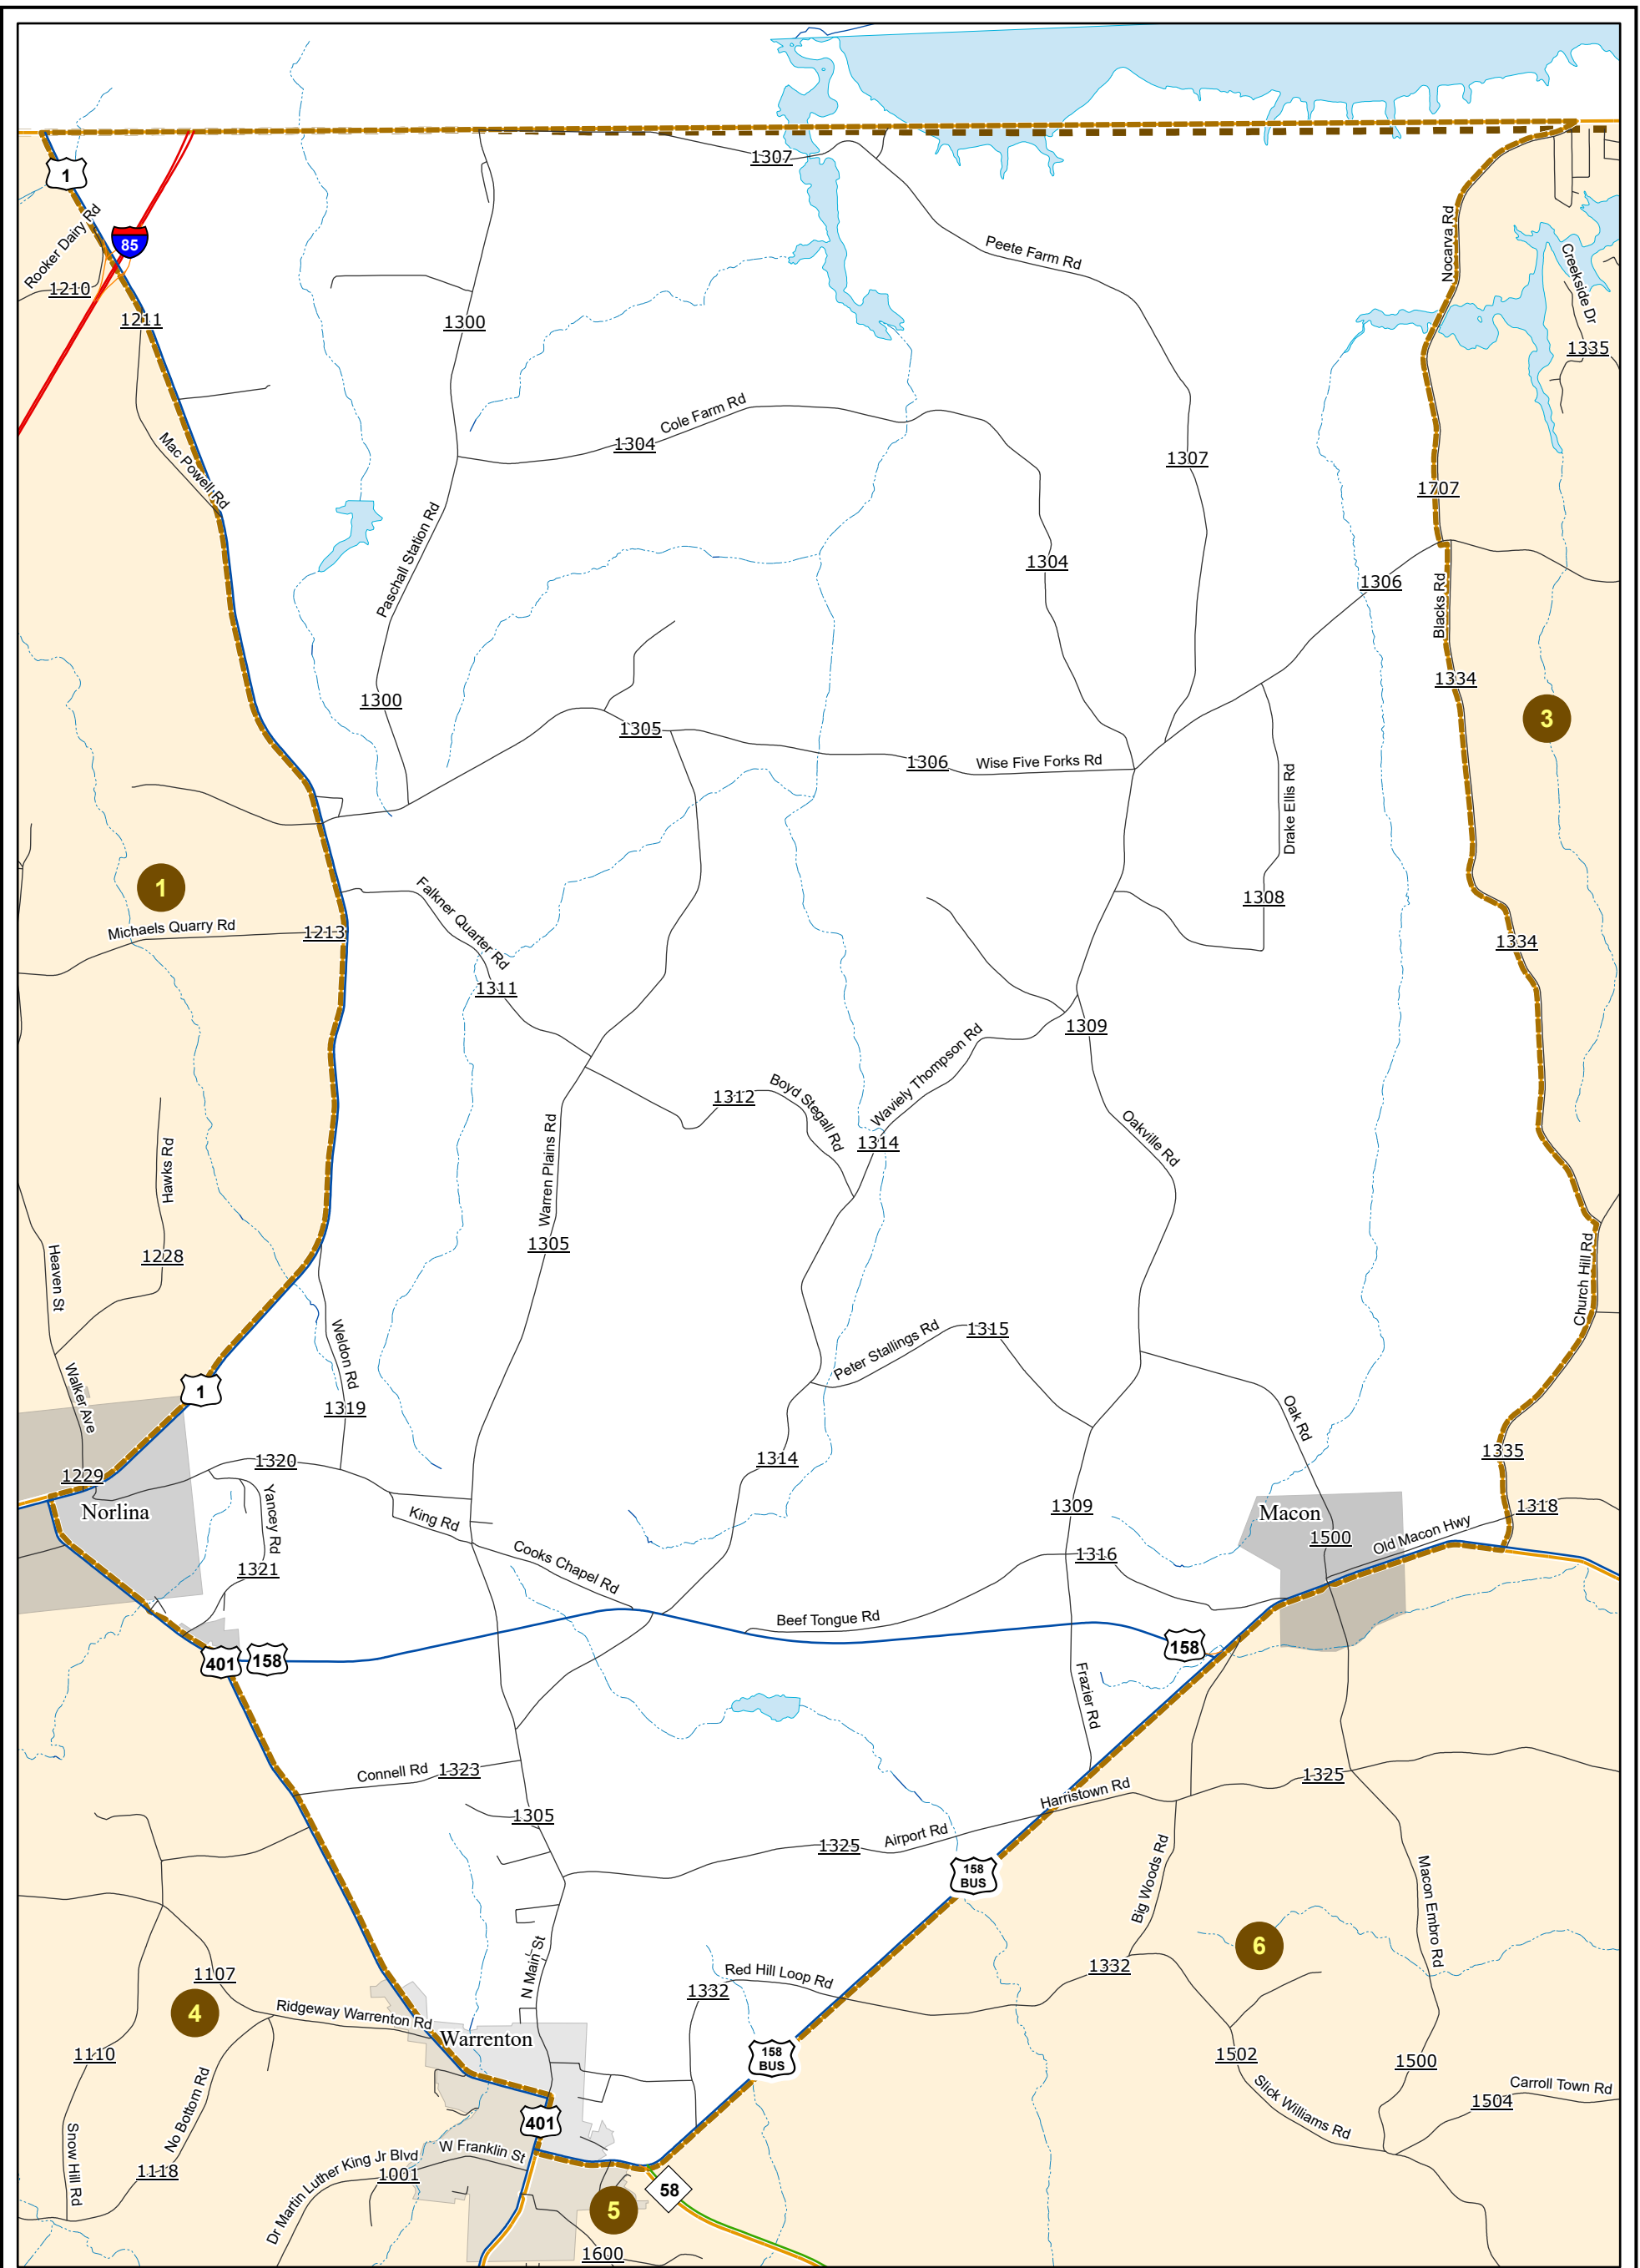 1307
1
Rooker Dairy Rd
85
Nocarva Rd
Peete Farm Rd
Creekside Dr
1210
1211
1300
1335
Cole Farm Rd
1304
Mac Powell Rd
1307
1707
Paschall Station Rd
1304
1306
Blacks Rd
1334
1300
3
1305
1306
Wise Five Forks Rd
Drake Ellis Rd
1
Falkner Quarter Rd
1308
Michaels Quarry Rd
1213
1334
1311
1309
Waviely Thompson Rd
1312
Boyd Stegall Rd
1314
Oakville Rd
Hawks Rd
Warren Plains Rd
1305
1228
Heaven St
Church Hill Rd
Weldon Rd
Peter Stallings Rd
1315
Walker Ave
1
1319
Oak Rd
1320
1314
1335
1229
Norlina
Yancey Rd
King Rd
1309
Macon
1318
Old Macon Hwy
1500
Cooks Chapel Rd
1321
1316
Beef Tongue Rd
401
158
158
Frazier Rd
Connell Rd
1323
1325
Harristown Rd
1305
1325
Airport Rd
158
BUS
Big Woods Rd
Macon Embro Rd
6
N Main St
1107
Red Hill Loop Rd
1332
1332
4
Ridgeway Warrenton Rd
Warrenton
158
BUS
1110
1502
1500
No Bottom Rd
Slick Williams Rd
Carroll Town Rd
1504
401
Snow Hill Rd
W Franklin St
Dr Martin Luther King Jr Blvd
1118
1001
58
5
1600